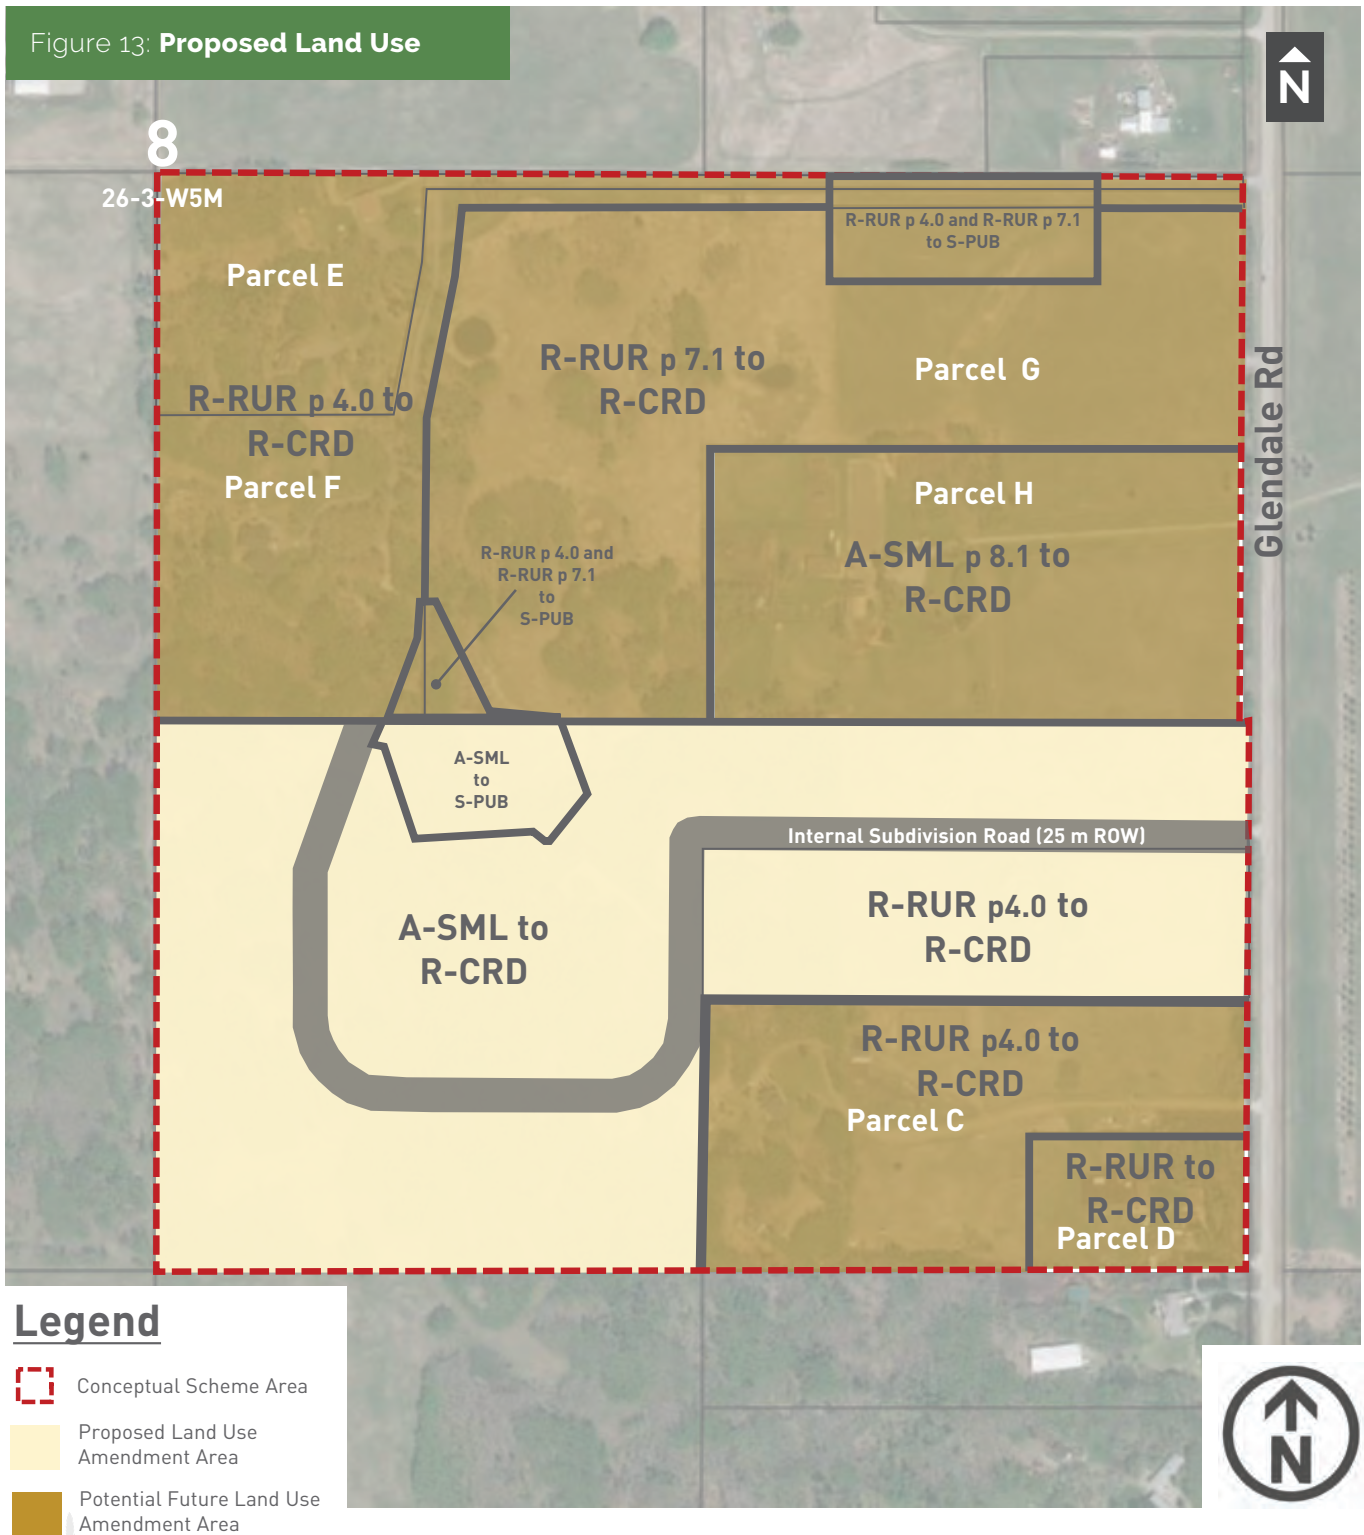 Figure 13: Proposed Land Use
N
8
26-3-W5M
Parcel E
R-RUR p 4.0 and R-RUR p 7.1
to S-PUB
R-RUR p 7.1 to
R-CRD
Parcel G
R-RUR p 4.0 to
R-CRD
Parcel F
Glendale Rd
Parcel H
A-SML p 8.1 to
R-CRD
R-RUR p 4.0 and
R-RUR p 7.1
to
S-PUB
A-SML
to
S-PUB
Internal Subdivision Road (25 m ROW)
R-RUR p4.0 to
R-CRD
A-SML to
R-CRD
R-RUR p4.0 to
R-CRD
Parcel C
R-RUR to
R-CRD
Parcel D
Legend
Conceptual Scheme Area
Proposed Land Use
Amendment Area
Potential Future Land Use
Amendment Area
N